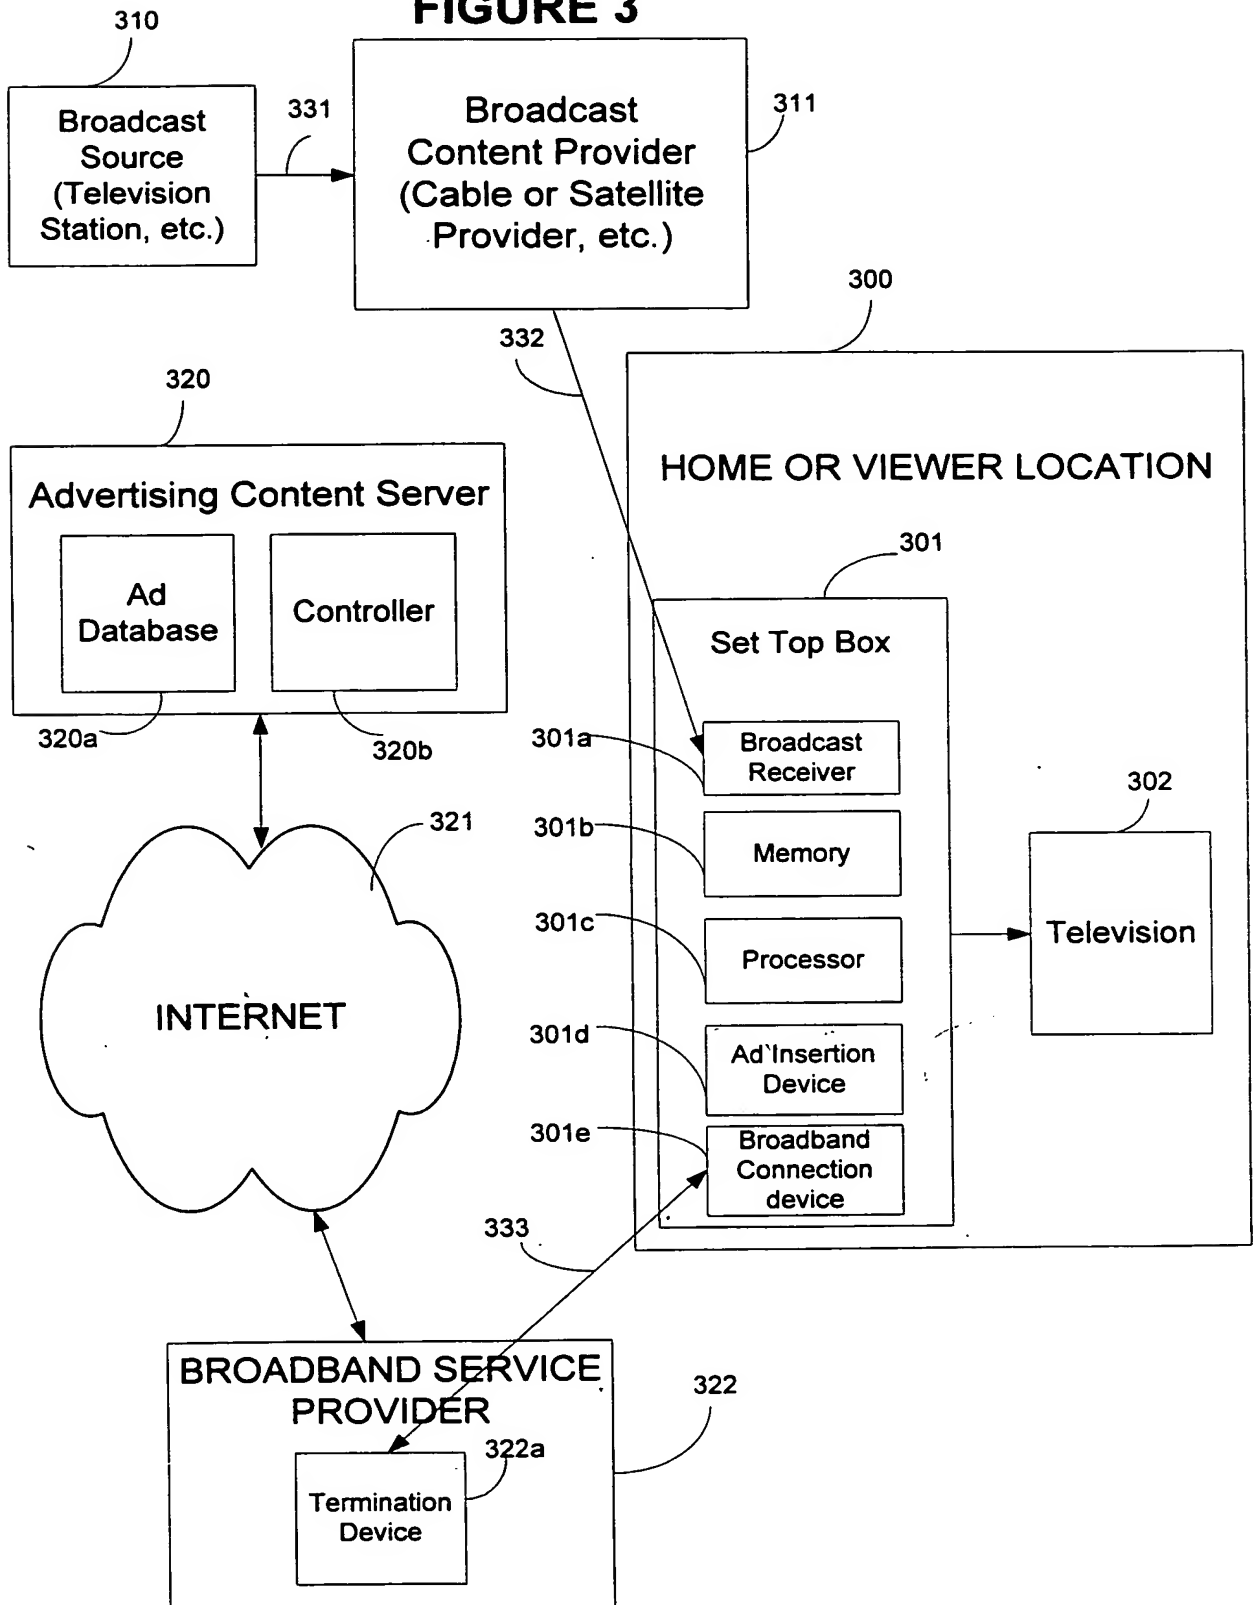 FIGURE 3
310
Broadcast
Source
(Television
Station, etc.)
331
Broadcast
Content Provider
(Cable or Satellite
Provider, etc.)
311
300
332
320
Advertising Content Server
Ad
Database
Controller
320a
320b
HOME OR VIEWER LOCATION
301
Set Top Box
301a
Broadcast
Receiver
301b
Memory
301c
Processor
301d
Ad Insertion
Device
301e
Broadband
Connection
device
302
Television
321
INTERNET
333
BROADBAND SERVICE
PROVIDER
322
322a
Termination
Device